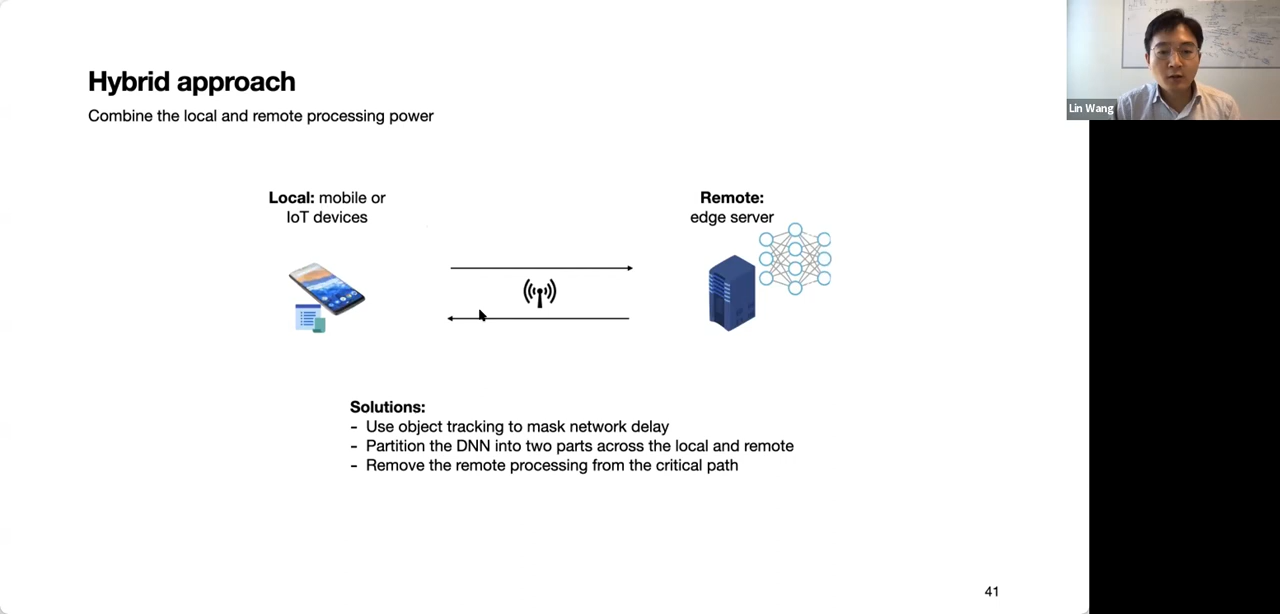 Hybrid approach
Combine the local and remote processing power
Local: mobile or
IoT devices
Remote:
edge server
Solutions:
- Use object tracking to mask network delay
- Partition the DNN into two parts across the local and remote
- Remove the remote processing from the critical path
41
Lin Wang